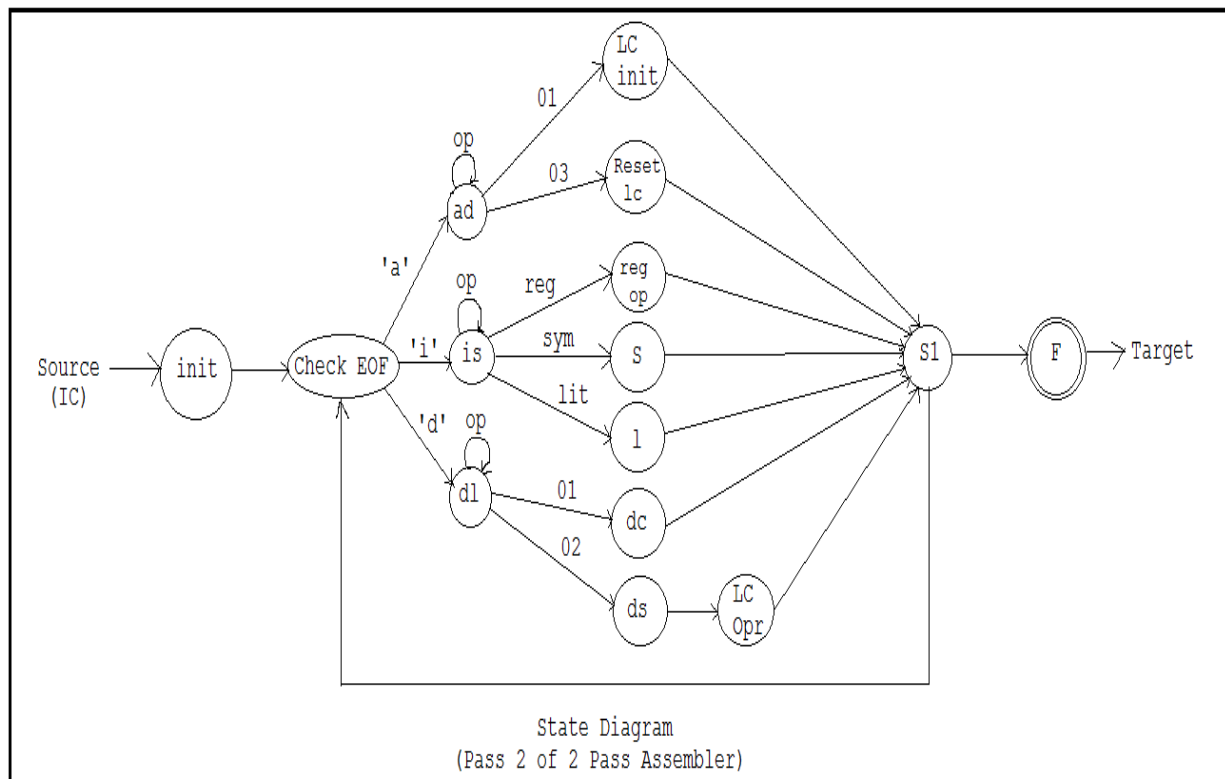 LC
init
01
op
03
Reset
lc
ad
'a'
op
reg
reg
op
'i'
is
sym
S
S1
F
Target
Source
(IC)
init
Check EOF
lit
l
'd'
op
dl
01
dc
02
ds
LC
Opr
State Diagram
(Pass 2 of 2 Pass Assembler)